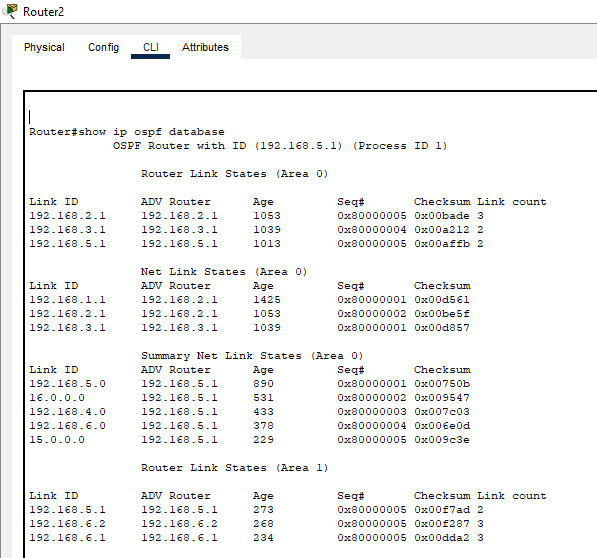 Router2
Physical Config CLI Attributes
Router#show ip ospf database
OSPF Router with ID (192.168.5.1) (Process ID 1)
Router Link States (Area 0)
Link ID ADV Router Age Seq# Checksum Link count
192.168.2.1 192.168.2.1 1053 0x80000005 0x00bade 3
192.168.3.1 192.168.3.1 1039 0x80000004 0x00a212 2
192.168.5.1 192.168.5.1 1013 0x80000005 0x00affb 2
Net Link States (Area 0)
Link ID ADV Router Age Seq# Checksum
192.168.1.1 192.168.2.1 1425 0x80000001 0x00d561
192.168.2.1 192.168.2.1 1053 0x80000002 0x00be5f
192.168.3.1 192.168.3.1 1039 0x80000001 0x00d857
Summary Net Link States (Area 0)
Link ID ADV Router Age Seq# Checksum
192.168.5.0 192.168.5.1 890 0x80000001 0x00750b
16.0.0.0 192.168.5.1 531 0x80000002 0x009547
192.168.4.0 192.168.5.1 433 0x80000003 0x007c03
192.168.6.0 192.168.5.1 378 0x80000004 0x006e0d
15.0.0.0 192.168.5.1 229 0x80000005 0x009c3e
Router Link States (Area 1)
Link ID ADV Router Age Seq# Checksum Link count
192.168.5.1 192.168.5.1 273 0x80000005 0x00f7ad 2
192.168.6.2 192.168.6.2 268 0x80000005 0x00f287 3
192.168.6.1 192.168.6.1 234 0x80000005 0x00dda2 3